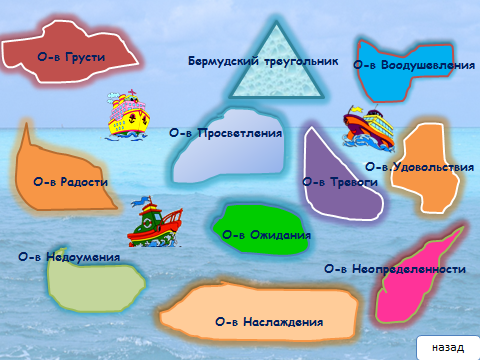 О-в Грусти
Бермудский треугольник
О-в Воодушевления
О-в Просветления
О-в Радости
О-в Тревоги
О-в.Удовольствия
О-в Ожидания
О-в Недоумения
О-в Неопределенности
О-в Наслаждения
назад